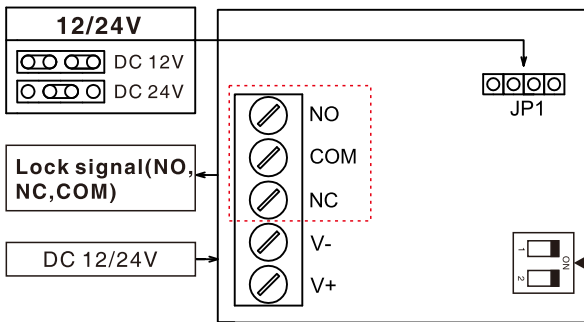 12/24V
DC 12V
DC 24V
Lock signal(NO,
NC,COM)
DC 12/24V
NO
COM
NC
V-
V+
JP1
1
2
ON